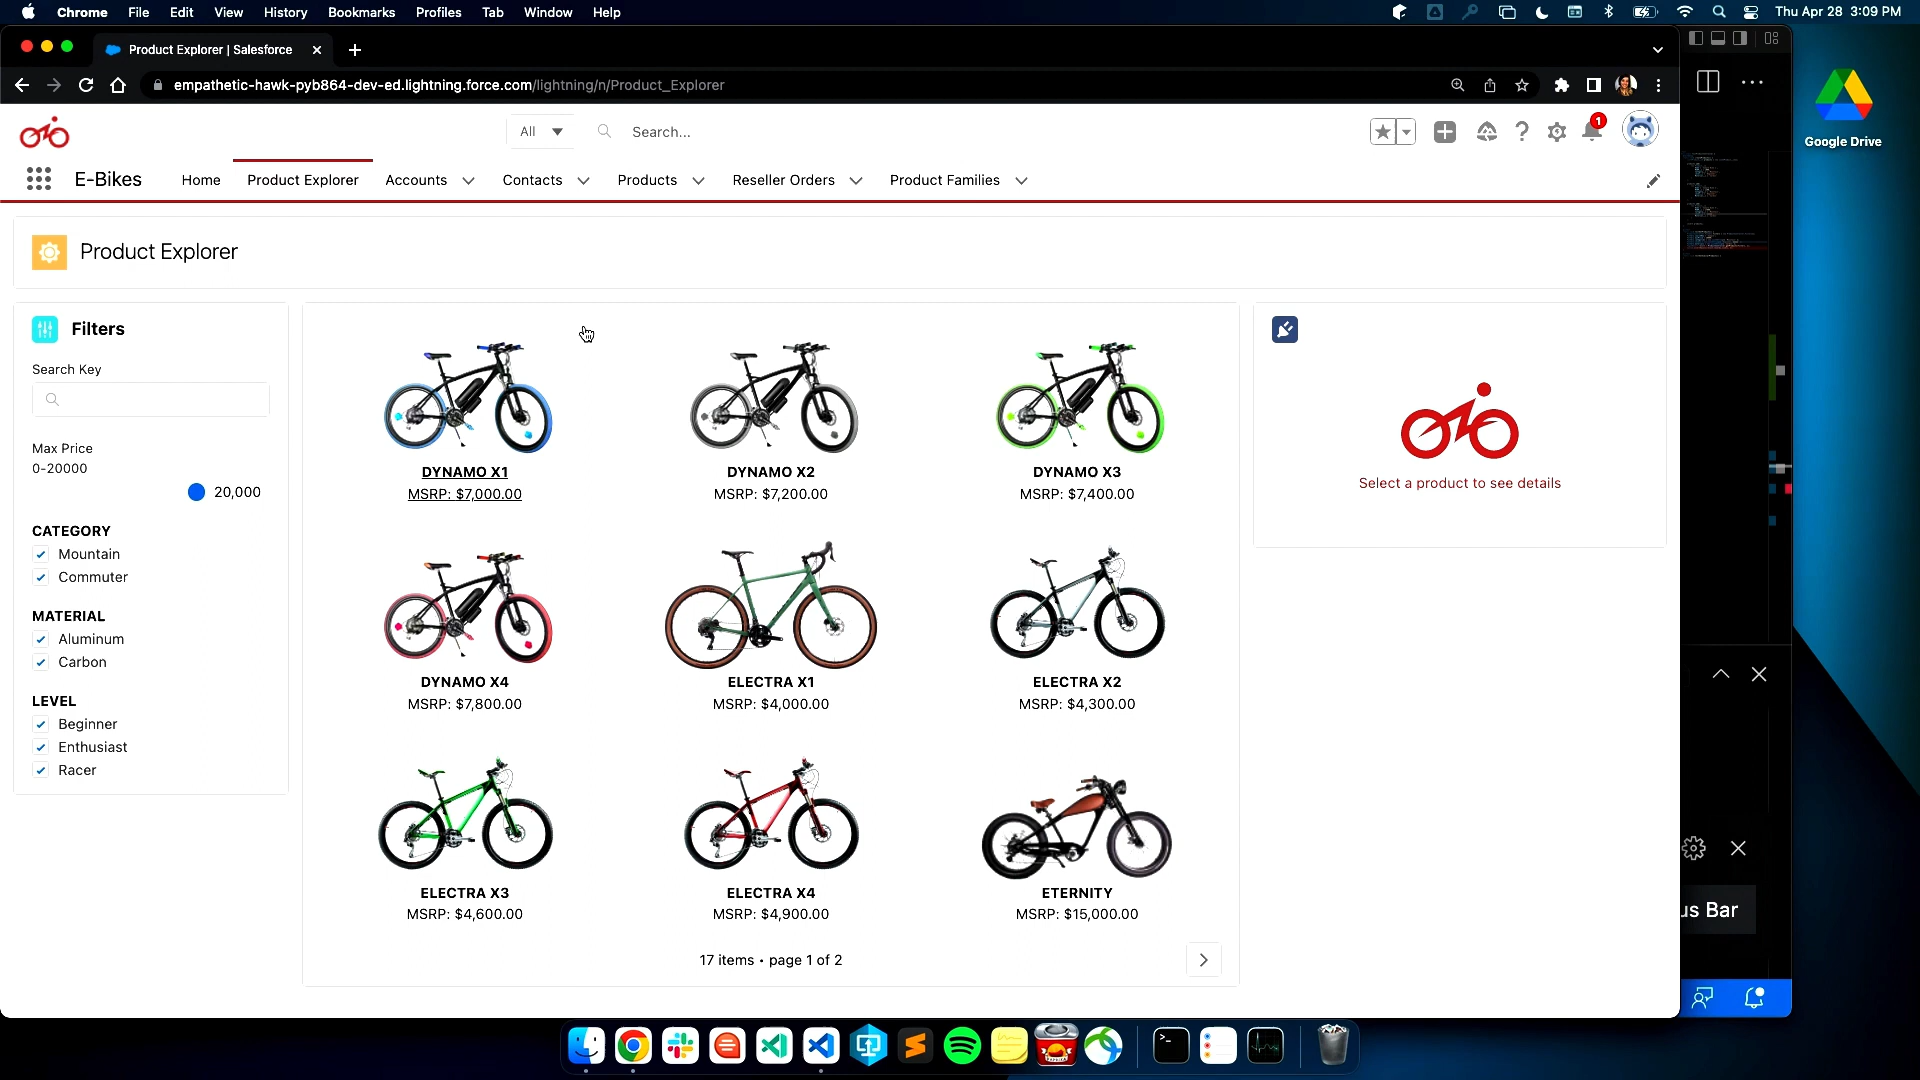 Chrome File Edit View History Bookmarks Profiles Tab Window Help
Thu Apr 28 3:09 PM
Product Explorer | Salesforce
empathetic-hawk-pyb864-dev-ed.lightning.force.com/lightning/n/Product_Explorer
All
Search...
1
E-Bikes
Home
Product Explorer
Accounts
Contacts
Products
Reseller Orders
Product Families
Google Drive
Product Explorer
Filters
Search Key
Max Price
0-20000
20,000
CATEGORY
Mountain
Commuter
MATERIAL
Aluminum
Carbon
LEVEL
Beginner
Enthusiast
Racer
DYNAMO X1
MSRP: $7,000.00
DYNAMO X2
MSRP: $7,200.00
DYNAMO X3
MSRP: $7,400.00
DYNAMO X4
MSRP: $7,800.00
ELECTRA X1
MSRP: $4,000.00
ELECTRA X2
MSRP: $4,300.00
ELECTRA X3
MSRP: $4,600.00
ELECTRA X4
MSRP: $4,900.00
ETERNITY
MSRP: $15,000.00
17 items • page 1 of 2
Select a product to see details
us Bar